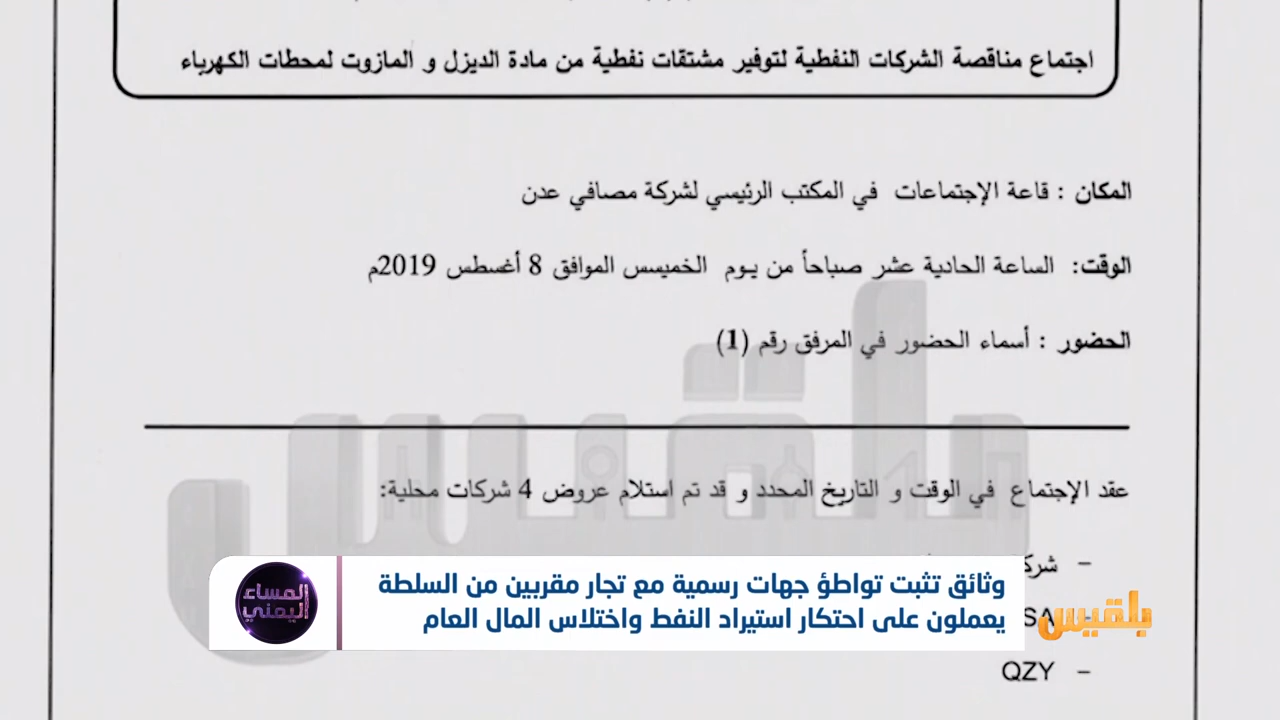 اجتماع مناقصة الشركات النفطية لتوفير مشتقات نفطية من مادة الديزل و المازوت لمحطات الكهرباء
المكان : قاعة الإجتماعات في المكتب الرئيسي لشركة مصافي عدن
الوقت: الساعة الحادية عشر صباحاً من يوم الخميسس الموافق 8 أغسطس 2019م
الحضور : أسماء الحضور في المرفق رقم (1)
عقد الإجتماع في الوقت و التاريخ المحدد و قد تم استلام عروض 4 شركات محلية:
بلقيس
–
وثائق تثبت تواطؤ جهات رسمية مع تجار مقربين من السلطة
يعملون على احتكار استيراد النفط واختلاس المال العام
المساء
اليمني
بلقيس
– QZY